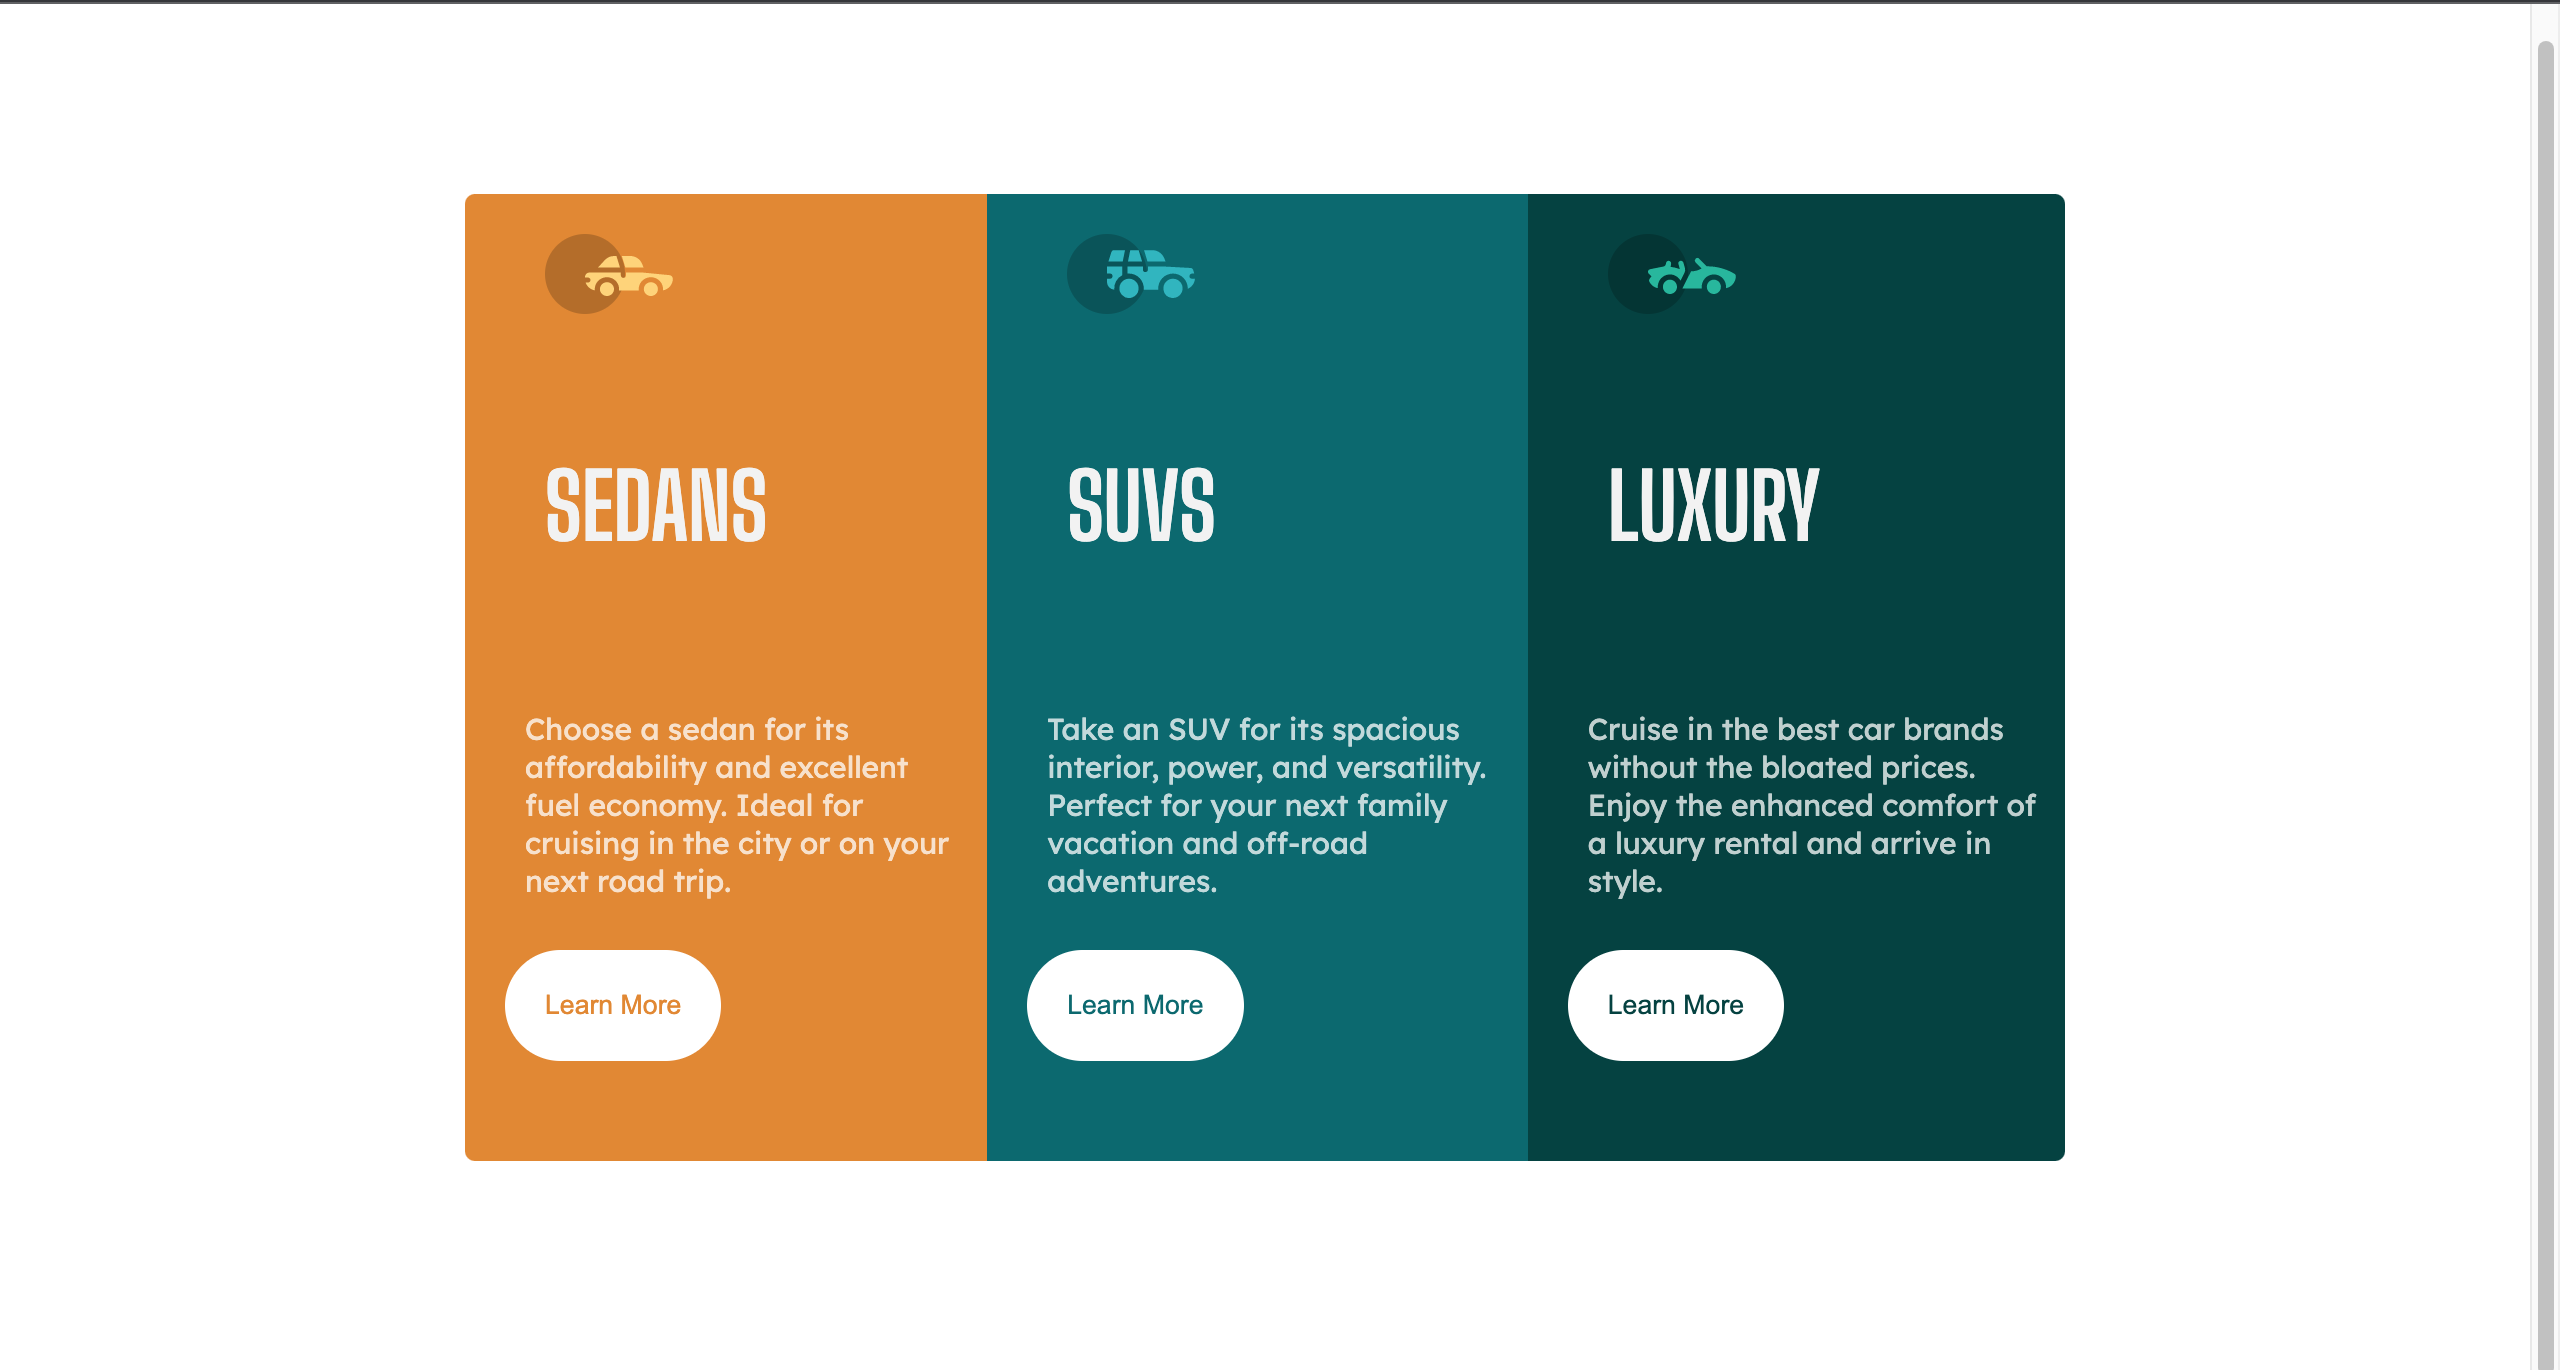 SEDANS
Choose a sedan for its
affordability and excellent
fuel economy. Ideal for
cruising in the city or on your
next road trip.
Learn More
SUVS
Take an SUV for its spacious
interior, power, and versatility.
Perfect for your next family
vacation and off-road
adventures.
Learn More
LUXURY
Cruise in the best car brands
without the bloated prices.
Enjoy the enhanced comfort of
a luxury rental and arrive in
style.
Learn More